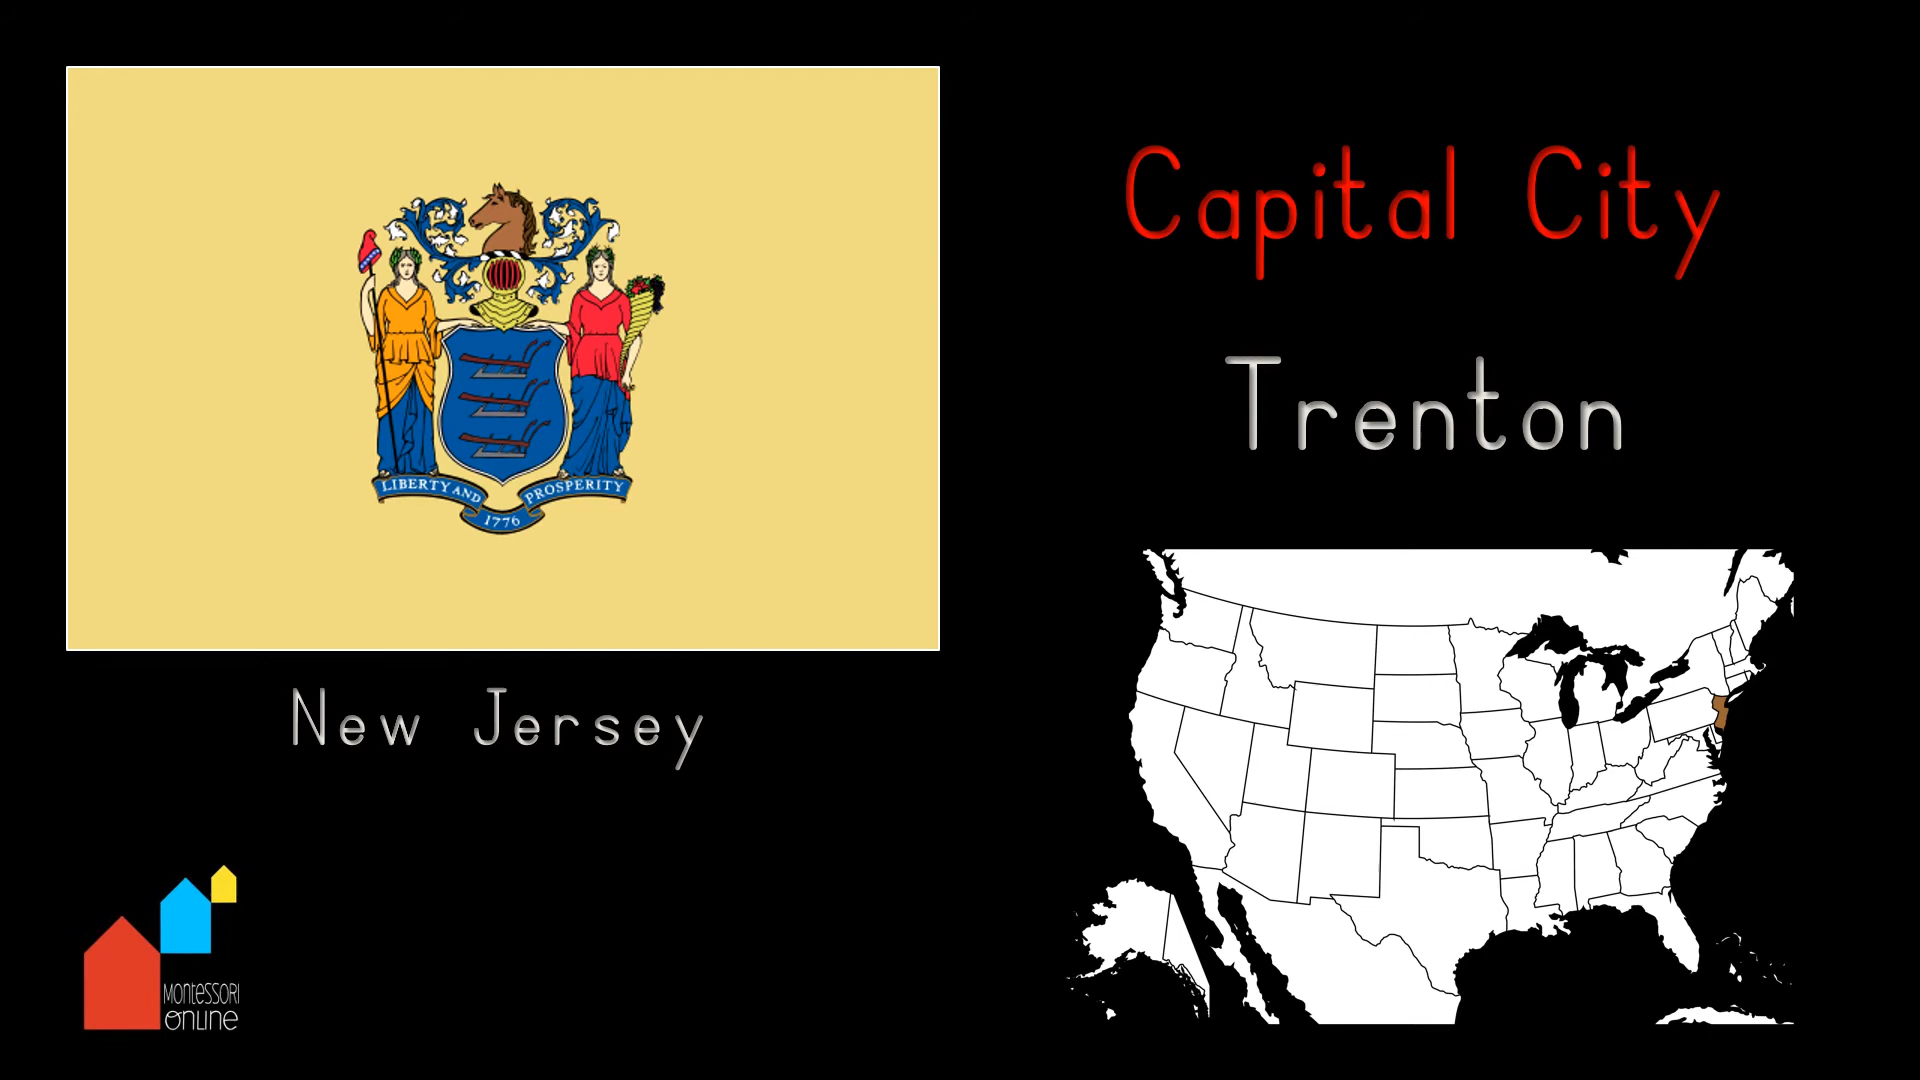 LIBERTY AND
PROSPERITY
1776
New Jersey
Capital City
Trenton
MONTESSORI
ONLINE